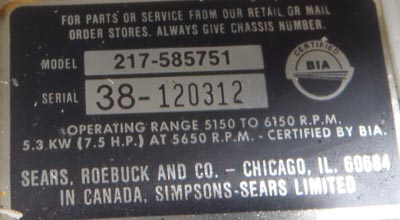 FOR PARTS OR SERVICE FROM OUR RETAIL OR MAIL
ORDER STORES. ALWAYS GIVE CHASSIS NUMBER.
MODEL 217-585751
CERTIFIED
BIA
SERIAL 38-120312
OPERATING RANGE 5150 TO 6150 R.P.M.
5.3 KW (7.5 H.P.) AT 5650 R.P.M. - CERTIFIED BY BIA.
SEARS, ROEBUCK AND CO. - CHICAGO, IL. 60684
IN CANADA, SIMPSONS-SEARS LIMITED